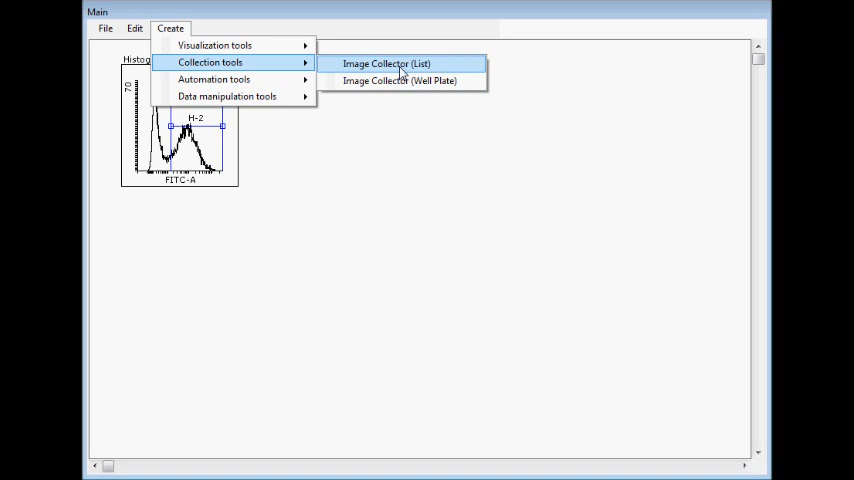 Main
File Edit Create
Visualization tools
Collection tools
Automation tools
Data manipulation tools
Image Collector (List)
Image Collector (Well Plate)
Histog
70
H-2
FITC-A